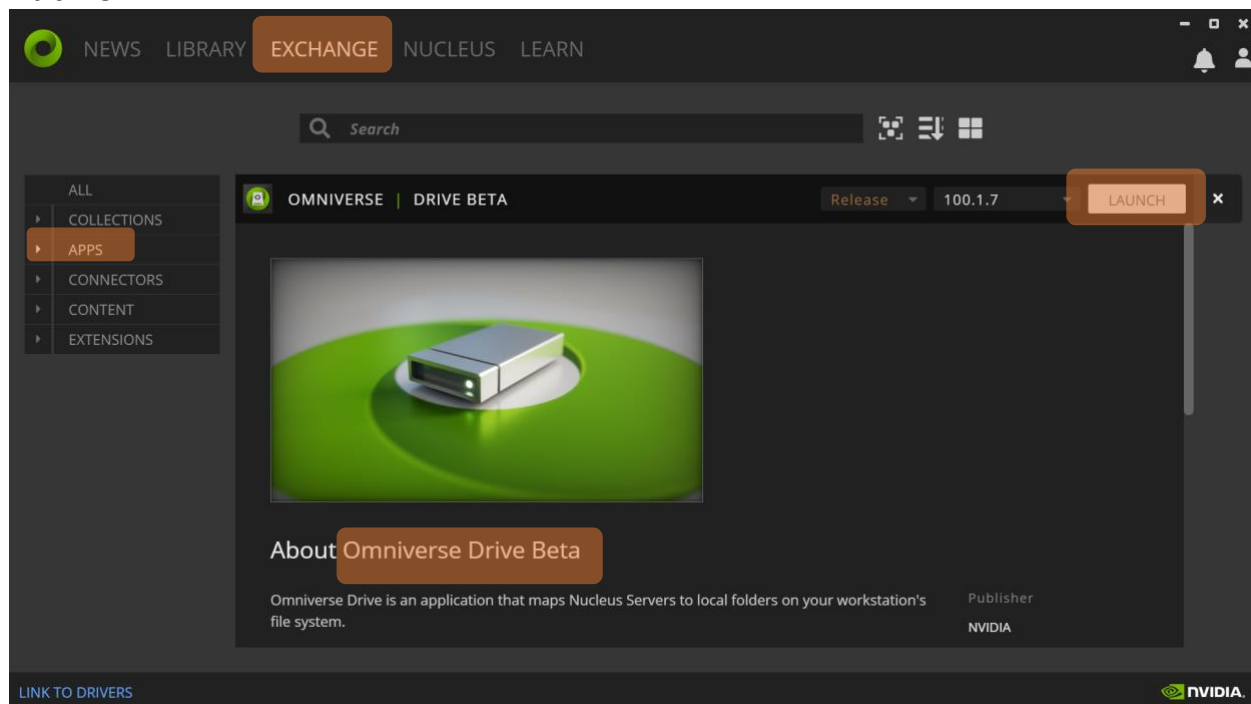 NEWS LIBRARY EXCHANGE NUCLEUS LEARN
Search
ALL
COLLECTIONS
APPS
CONNECTORS
CONTENT
EXTENSIONS
OMNIVERSE | DRIVE BETA Release 100.1.7 LAUNCH
About Omniverse Drive Beta
Omniverse Drive is an application that maps Nucleus Servers to local folders on your workstation's
file system.
Publisher
NVIDIA
LINK TO DRIVERS
NVIDIA.